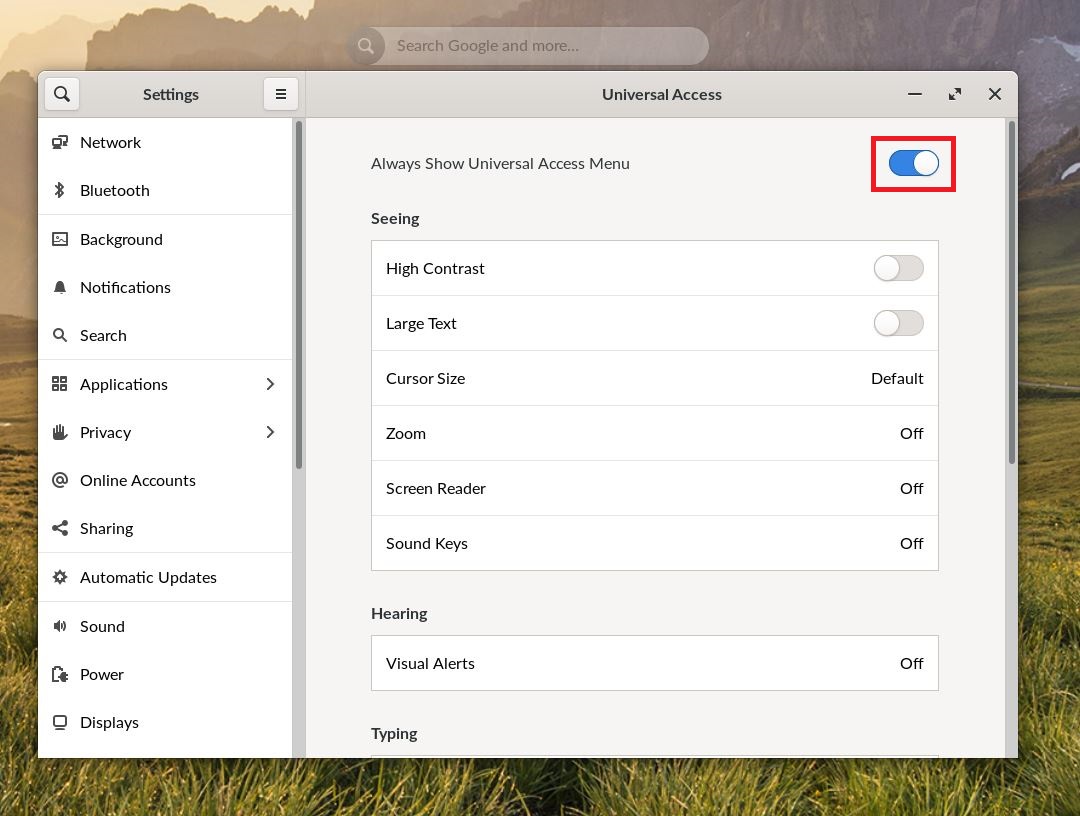 Search Google and more...
Settings
Universal Access
Network
Bluetooth
Background
Notifications
Search
Applications
Privacy
Online Accounts
Sharing
Automatic Updates
Sound
Power
Displays
Always Show Universal Access Menu
Seeing
High Contrast
Large Text
Cursor Size Default
Zoom Off
Screen Reader Off
Sound Keys Off
Hearing
Visual Alerts Off
Typing